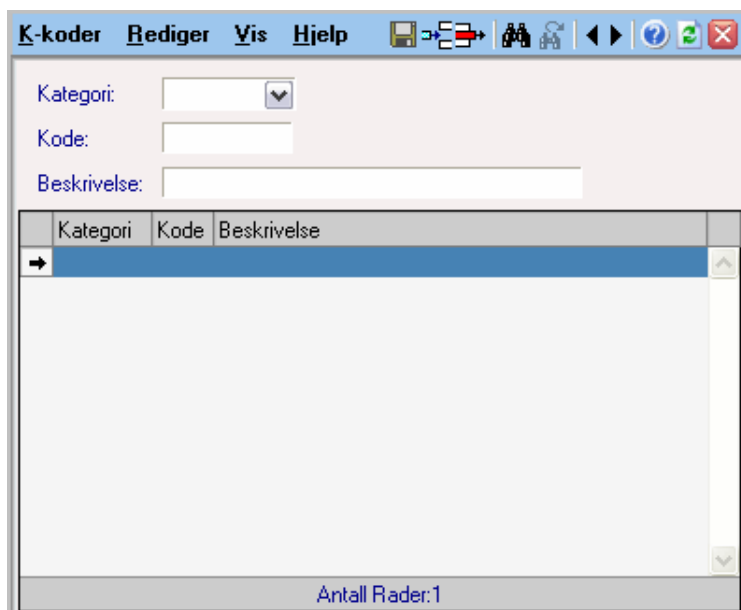 K-koder Rediger Vis Hjelp
Kategori:
Kode:
Beskrivelse:
Kategori Kode Beskrivelse
Antall Rader:1